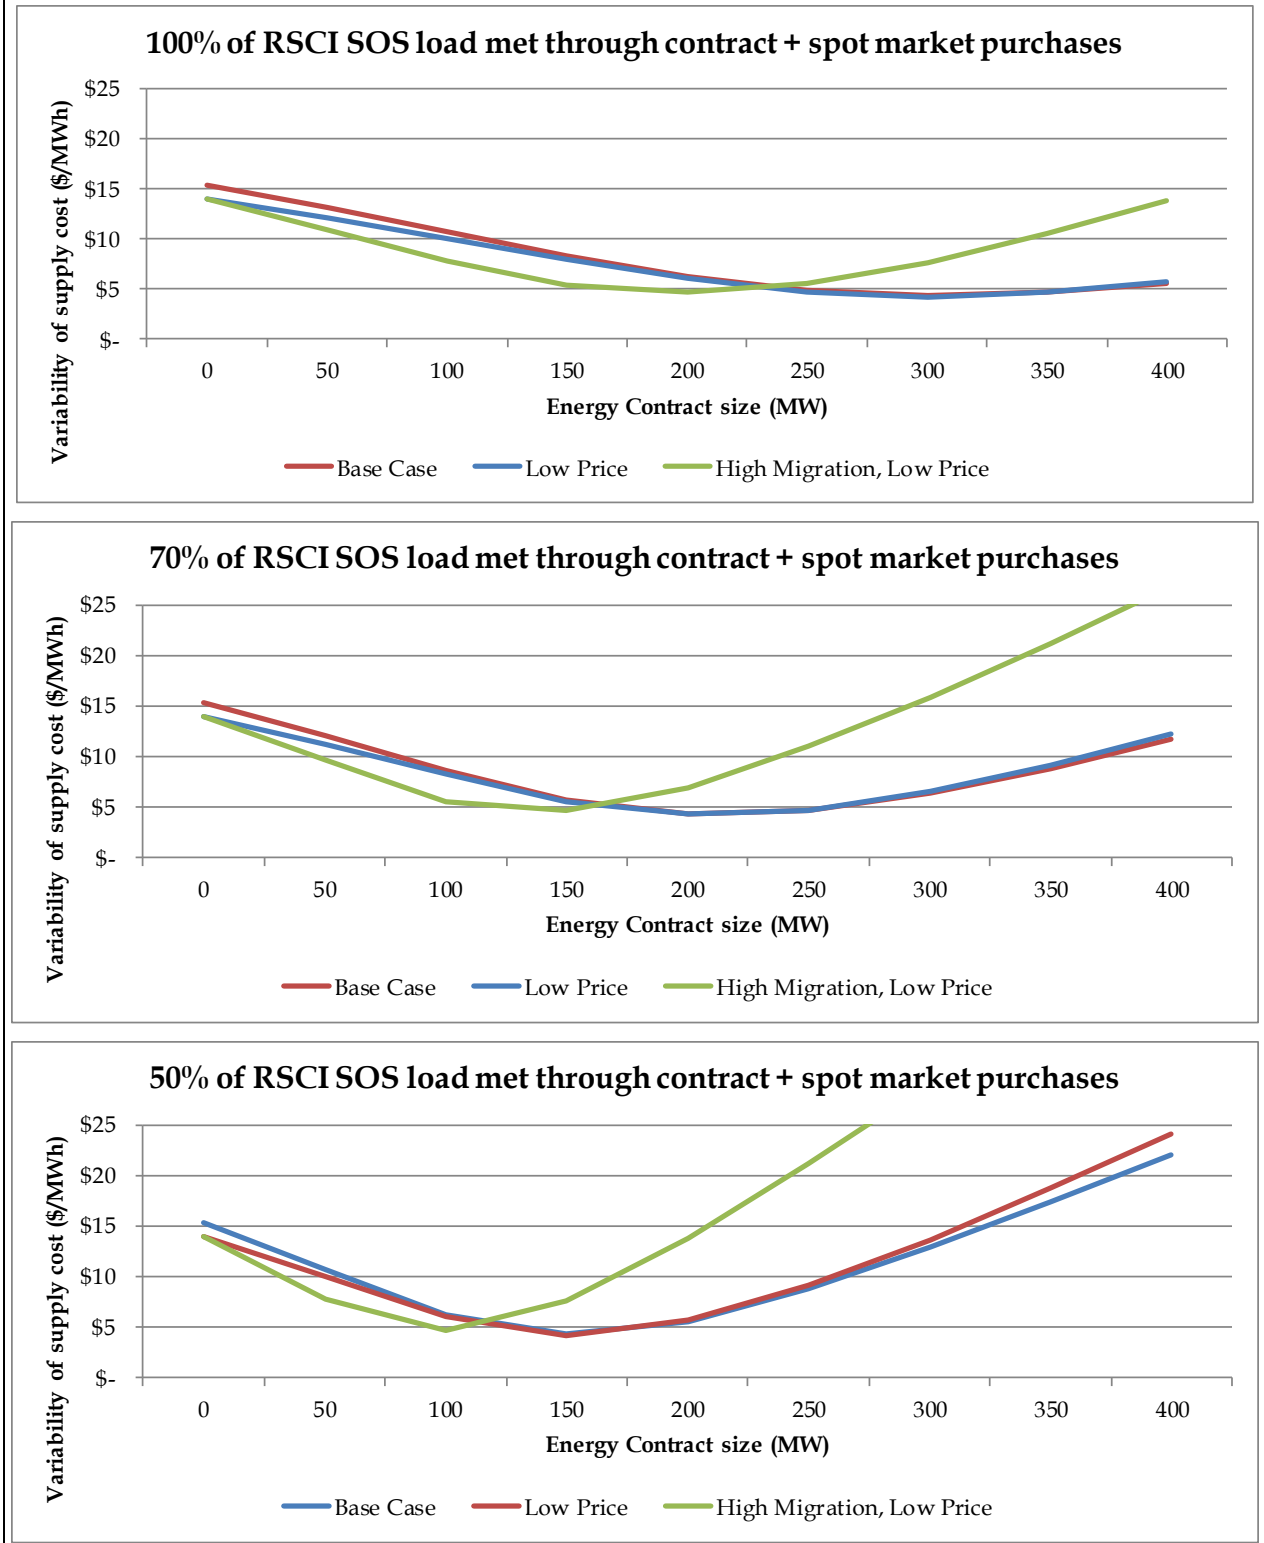 100% of RSCI SOS load met through contract + spot market purchases
Variability of supply cost ($/MWh)
$25
$20
$15
$10
$5
$-
0 50 100 150 200 250 300 350 400
Energy Contract size (MW)
Base Case Low Price High Migration, Low Price
70% of RSCI SOS load met through contract + spot market purchases
Variability of supply cost ($/MWh)
$25
$20
$15
$10
$5
$-
0 50 100 150 200 250 300 350 400
Energy Contract size (MW)
Base Case Low Price High Migration, Low Price
50% of RSCI SOS load met through contract + spot market purchases
Variability of supply cost ($/MWh)
$25
$20
$15
$10
$5
$-
0 50 100 150 200 250 300 350 400
Energy Contract size (MW)
Base Case Low Price High Migration, Low Price